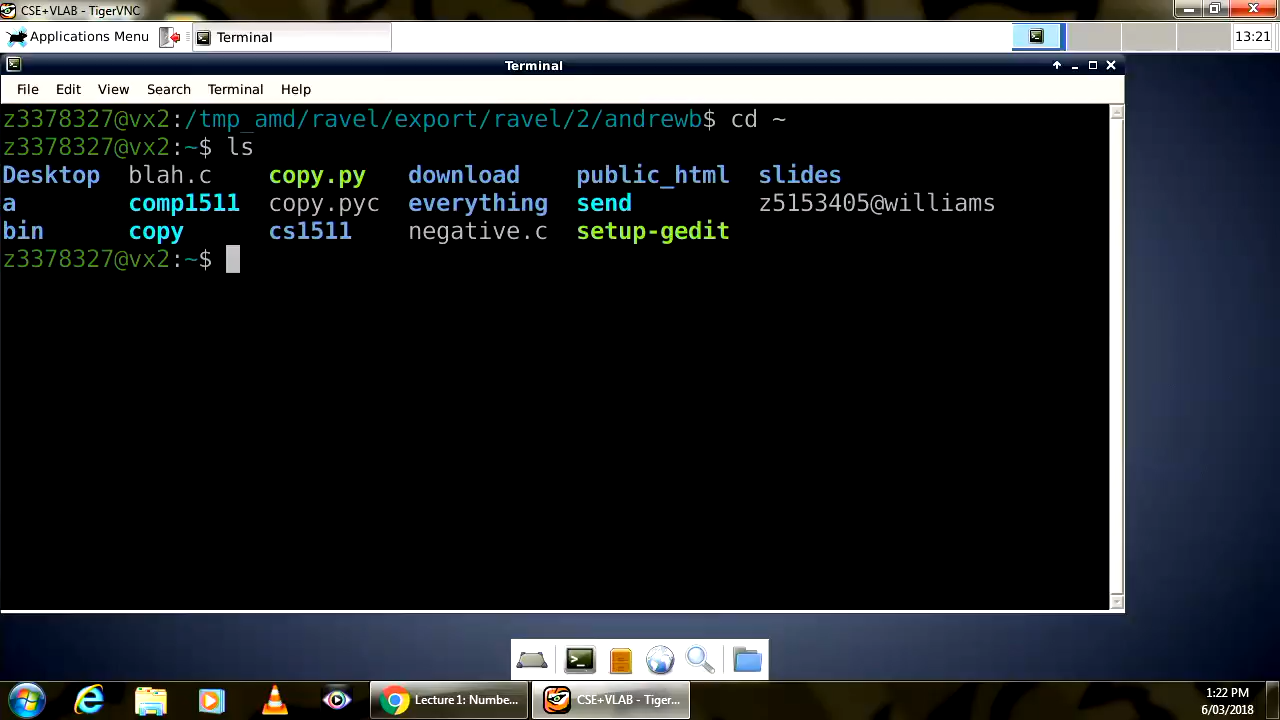 CSE+VLAB - TigerVNC
Applications Menu
Terminal
13:21
Terminal
File Edit View Search Terminal Help
z3378327@vx2:/tmp_amd/ravel/export/ravel/2/andrewb$ cd ~
z3378327@vx2:~$ ls
Desktop blah.c copy.py download public_html slides
a comp1511 copy.pyc everything send z5153405@williams
bin copy cs1511 negative.c setup-gedit
z3378327@vx2:~$
Lecture 1: Numbe...
CSE+VLAB - Tiger...
1:22 PM
6/03/2018